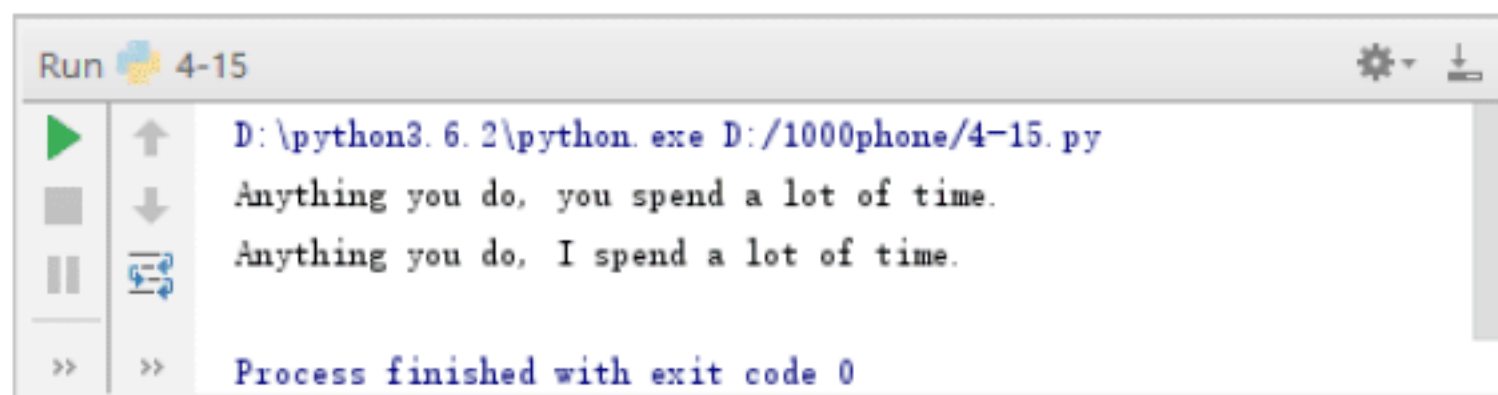 Run 4-15
D:\python3.6.2\python.exe D:/1000phone/4-15.py
Anything you do, you spend a lot of time.
Anything you do, I spend a lot of time.
Process finished with exit code 0